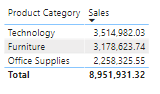 Product Category Sales
Technology 3,514,982.03
Furniture 3,178,623.74
Office Supplies 2,258,325.55
Total 8,951,931.32